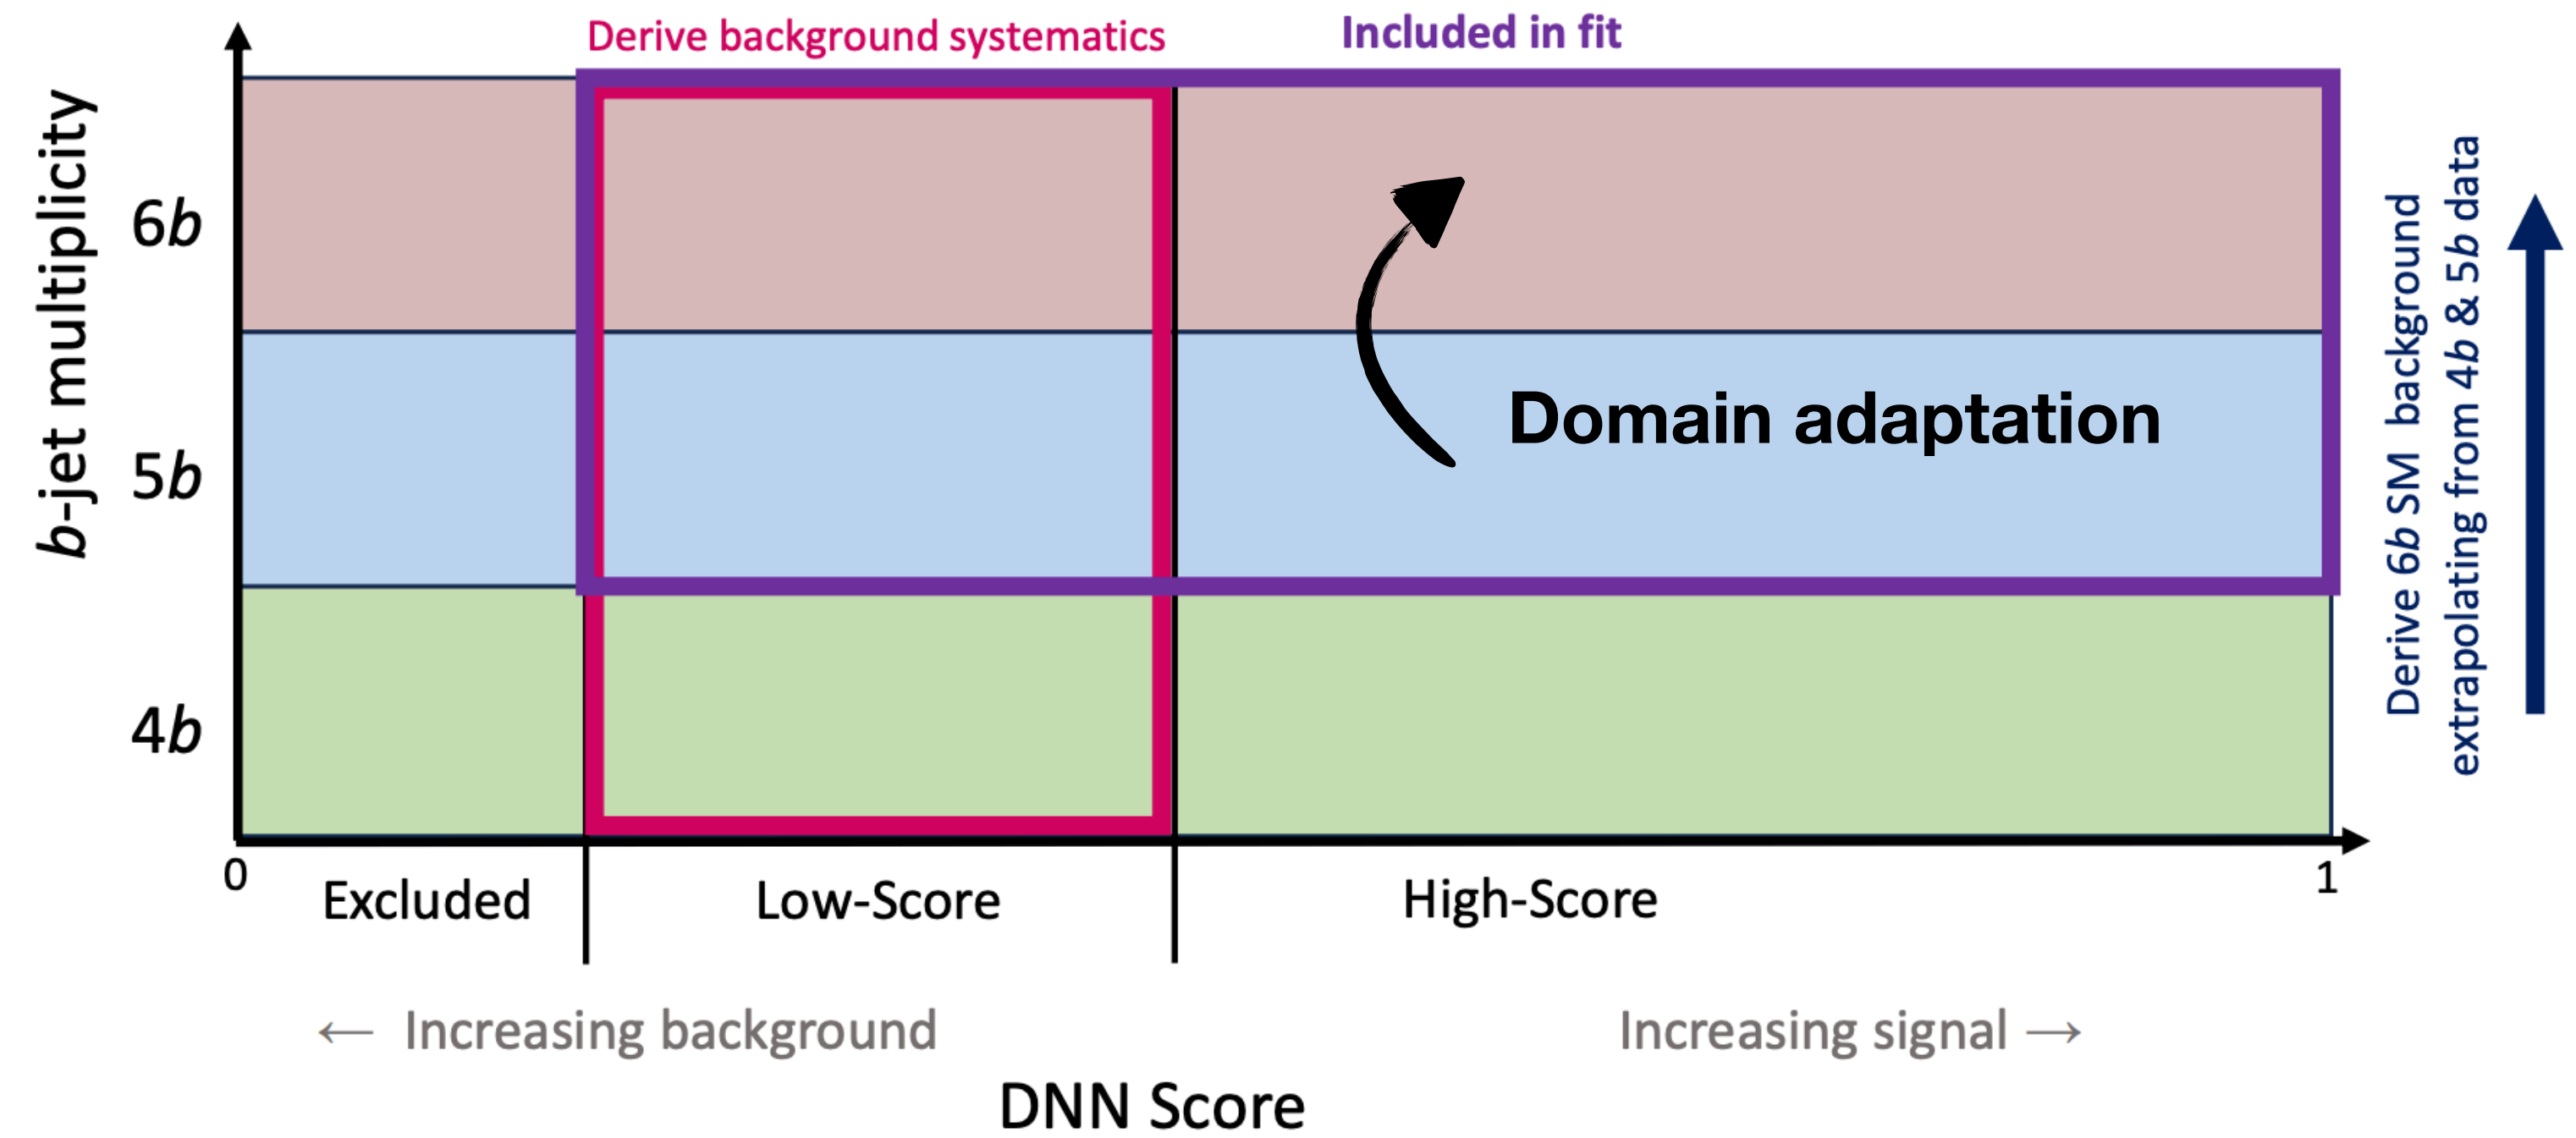 Derive background systematics
Included in fit
b-jet multiplicity
6b
5b
4b
Domain adaptation
Derive 6b SM background
extrapolating from 4b & 5b data
0
1
Excluded
Low-Score
High-Score
← Increasing background
Increasing signal →
DNN Score